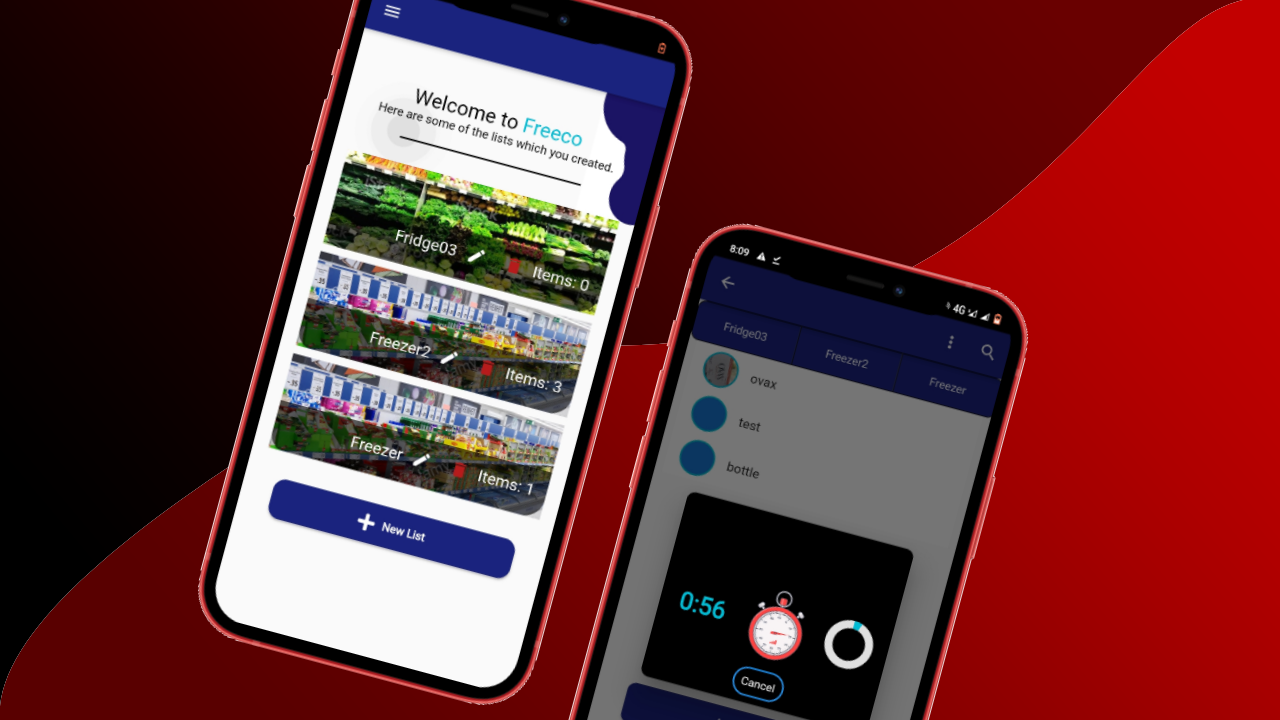 Welcome to Freeco
Here are some of the lists which you created.
Fridge03
Items: 0
Freezer2
Items: 3
Freezer
Items: 1
New List
8:09
4G
Fridge03
Freezer2
Freezer
ovax
test
bottle
0:56
Cancel